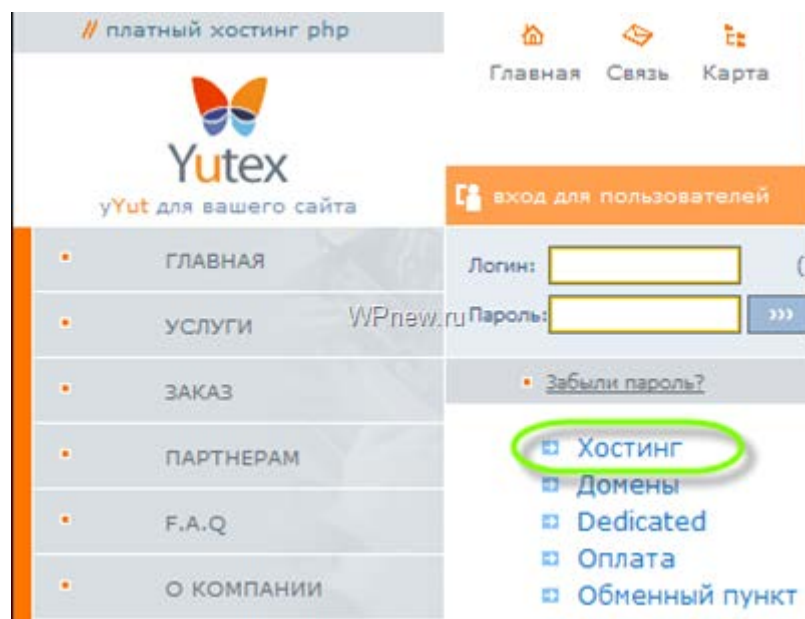 // платный хостинг php
Главная Связь Карта
Yutex
yYut для вашего сайта
вход для пользователей
ГЛАВНАЯ
УСЛУГИ
ЗАКАЗ
ПАРТНЕРАМ
F.A.Q
О КОМПАНИИ
WPnew.ru
Логин:
Пароль:
›››
Забыли пароль?
Хостинг
Домены
Dedicated
Оплата
Обменный пункт